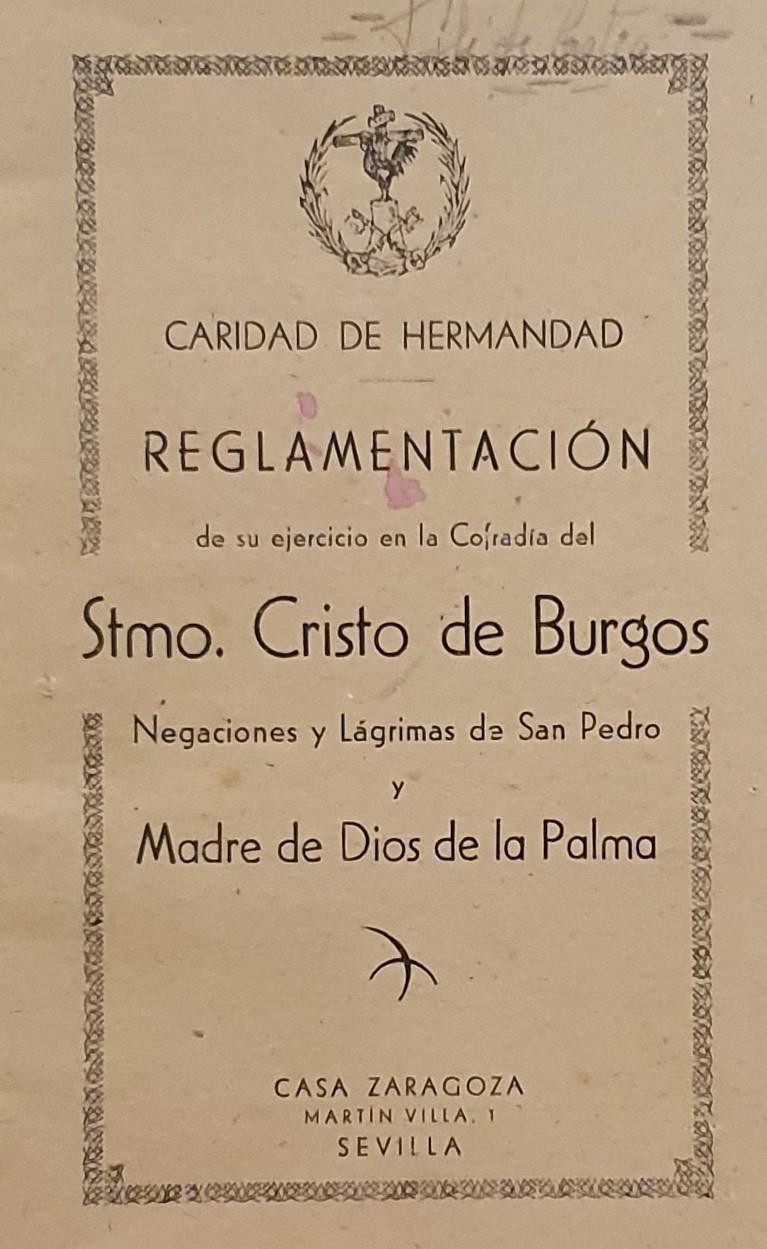 CARIDAD DE HERMANDAD
REGLAMENTACIÓN
de su ejercicio en la Cofradía del
Stmo. Cristo de Burgos
Negaciones y Lágrimas de San Pedro
y
Madre de Dios de la Palma
CASA ZARAGOZA
MARTÍN VILLA, 1
SEVILLA